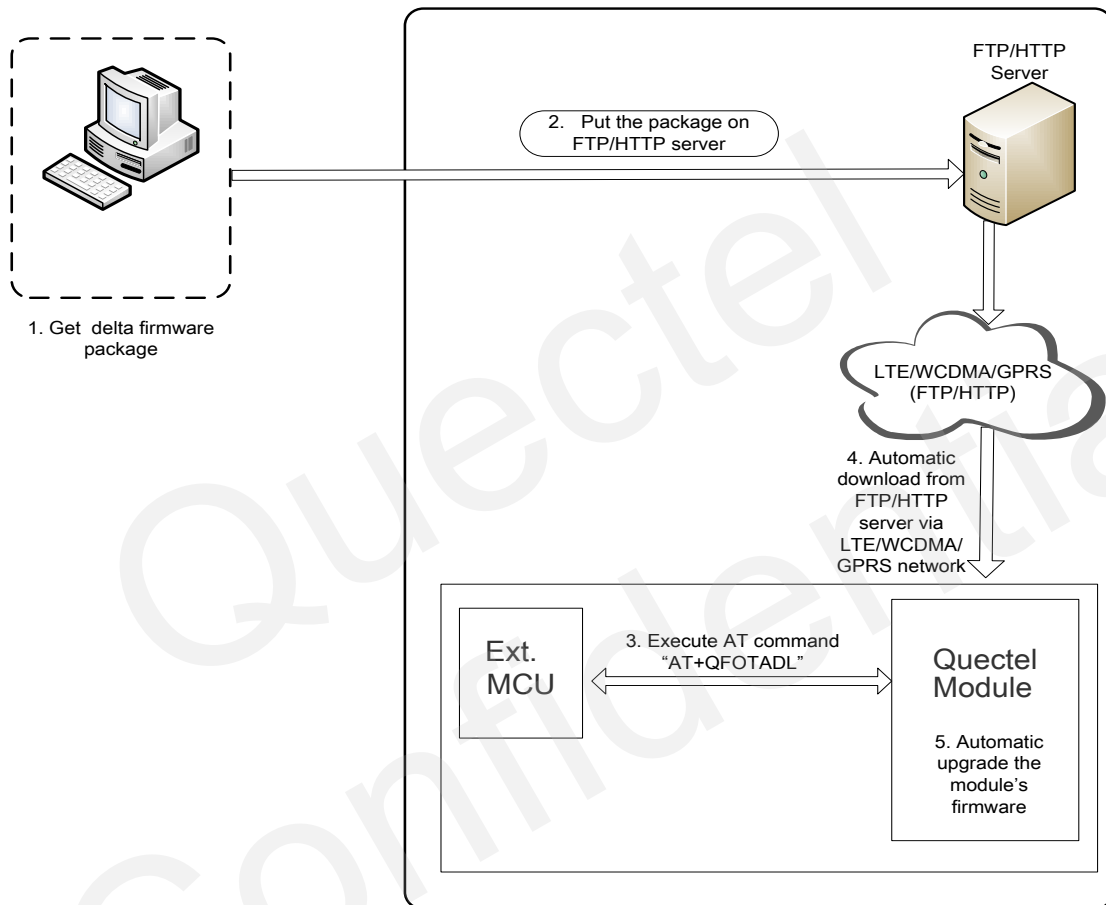 FTP/HTTP
Server
2. Put the package on
FTP/HTTP server
1. Get delta firmware
package
LTE/WCDMA/GPRS
(FTP/HTTP)
4. Automatic
download from
FTP/HTTP
server via
LTE/WCDMA/
GPRS network
Ext.
MCU
3. Execute AT command
“AT+QFOTADL”
Quectel
Module
5. Automatic
upgrade the
module’s
firmware
Quectel
Confidentia